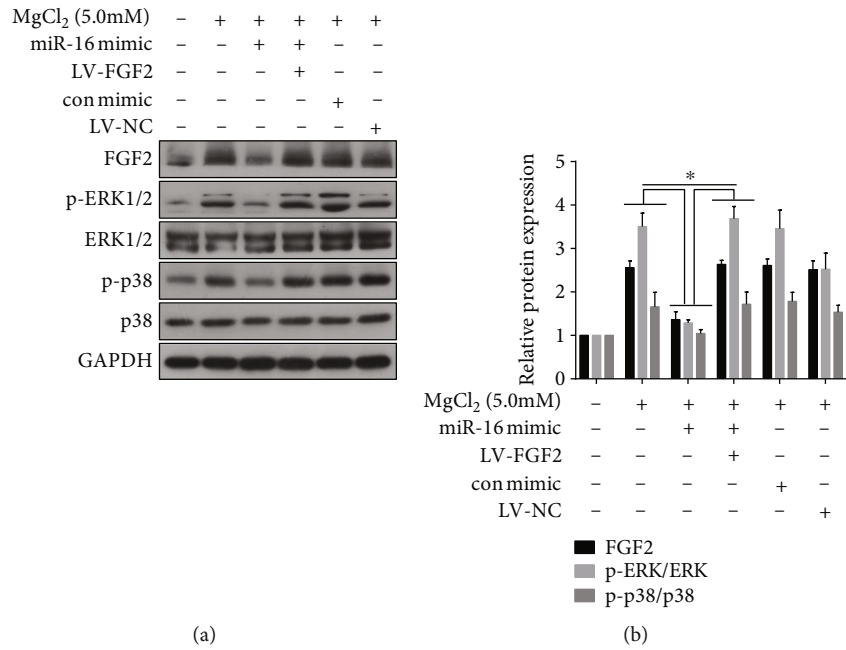 MgCl₂ (5.0mM) – + + + + +
miR-16 mimic – – + + – –
LV-FGF2 – – – + – –
con mimic – – – – + –
LV-NC – – – – – +
FGF2
p-ERK1/2
ERK1/2
p-p38
p38
GAPDH
(a)
Relative protein expression
5
4
3
2
1
0
*
MgCl₂ (5.0mM) – + + + + +
miR-16 mimic – – + + – –
LV-FGF2 – – – + – –
con mimic – – – – + –
LV-NC – – – – – +
FGF2
p-ERK/ERK
p-p38/p38
(b)